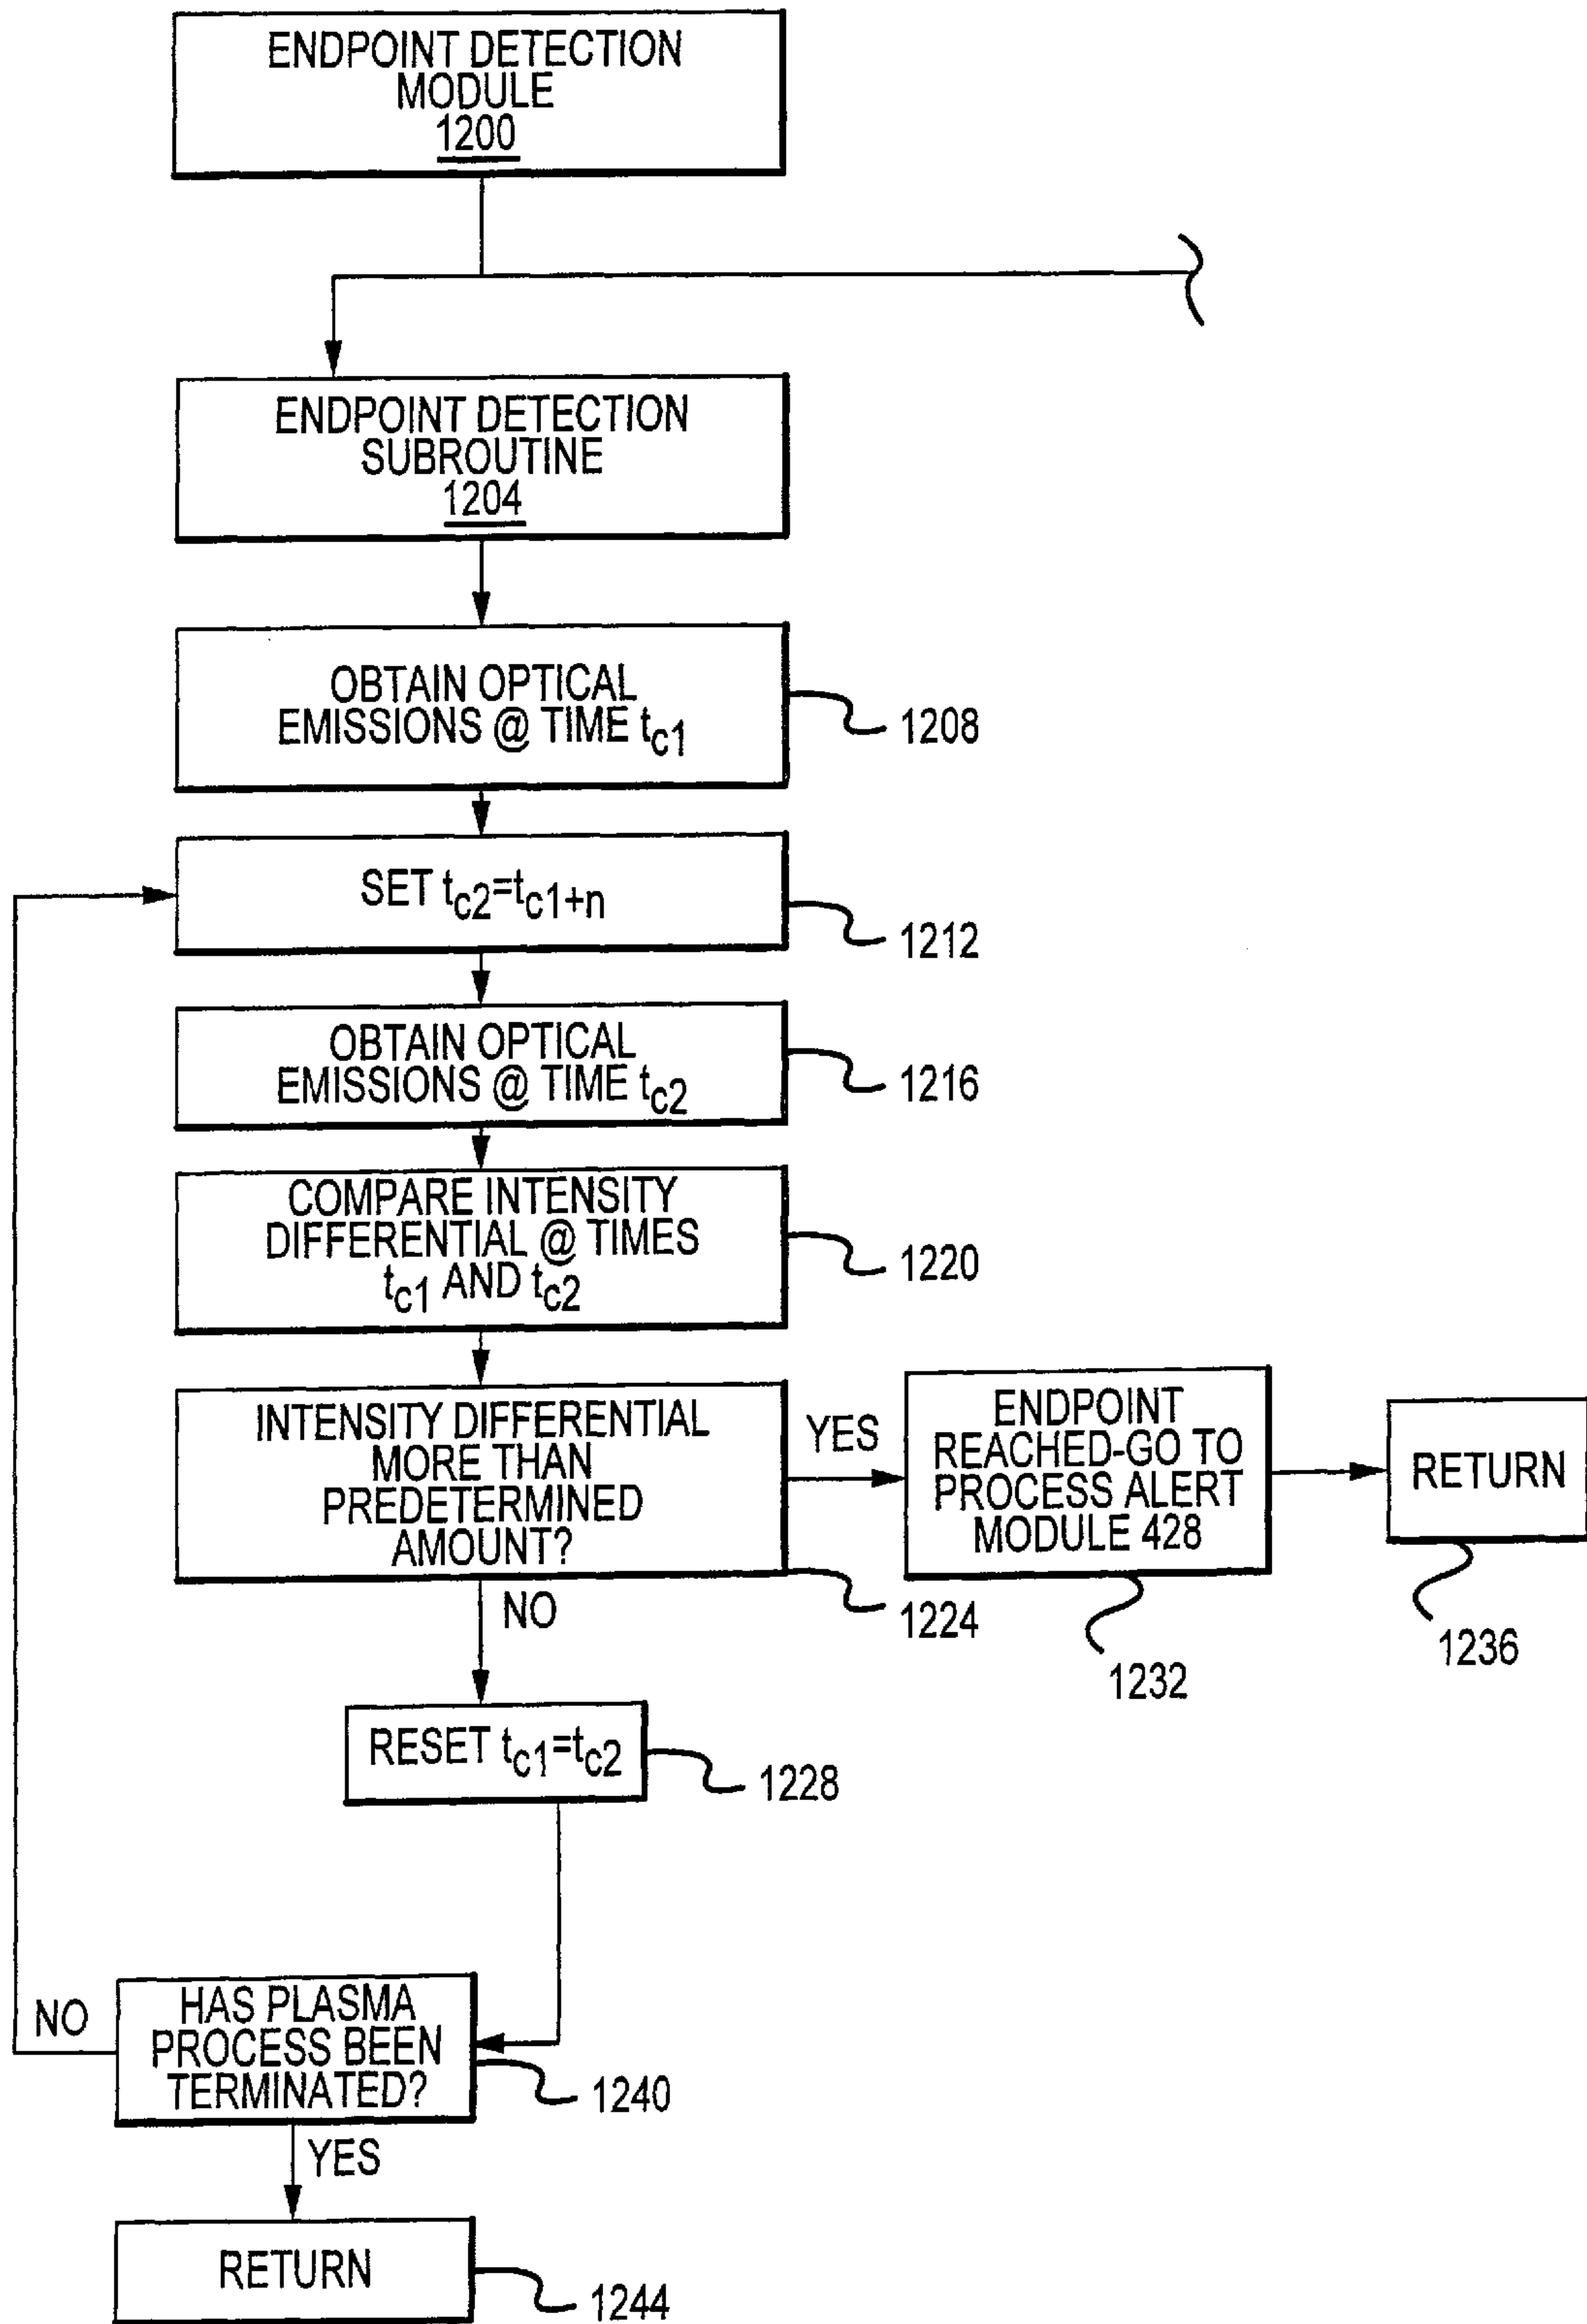 ENDPOINT DETECTION
MODULE
1200
ENDPOINT DETECTION
SUBROUTINE
1204
OBTAIN OPTICAL
EMISSIONS @ TIME tc1
1208
SET tc2=tc1+n
1212
OBTAIN OPTICAL
EMISSIONS @ TIME tc2
1216
COMPARE INTENSITY
DIFFERENTIAL @ TIMES
tc1 AND tc2
1220
INTENSITY DIFFERENTIAL
MORE THAN
PREDETERMINED
AMOUNT?
1224
YES
ENDPOINT
REACHED-GO TO
PROCESS ALERT
MODULE 428
1232
RETURN
1236
NO
RESET tc1=tc2
1228
HAS PLASMA
PROCESS BEEN
TERMINATED?
1240
NO
YES
RETURN
1244